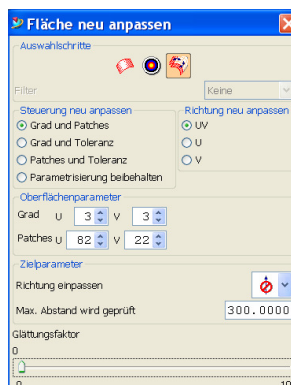 Fläche neu anpassen
Auswahlschritte
Filter Keine
Steuerung neu anpassen
Grad und Patches
Grad und Toleranz
Patches und Toleranz
Parametrisierung beibehalten
Richtung neu anpassen
UV
U
V
Oberflächenparameter
Grad U 3 V 3
Patches U 82 V 22
Zielparameter
Richtung einpassen
Max. Abstand wird geprüft 300.0000
Glättungsfaktor
0
0 10